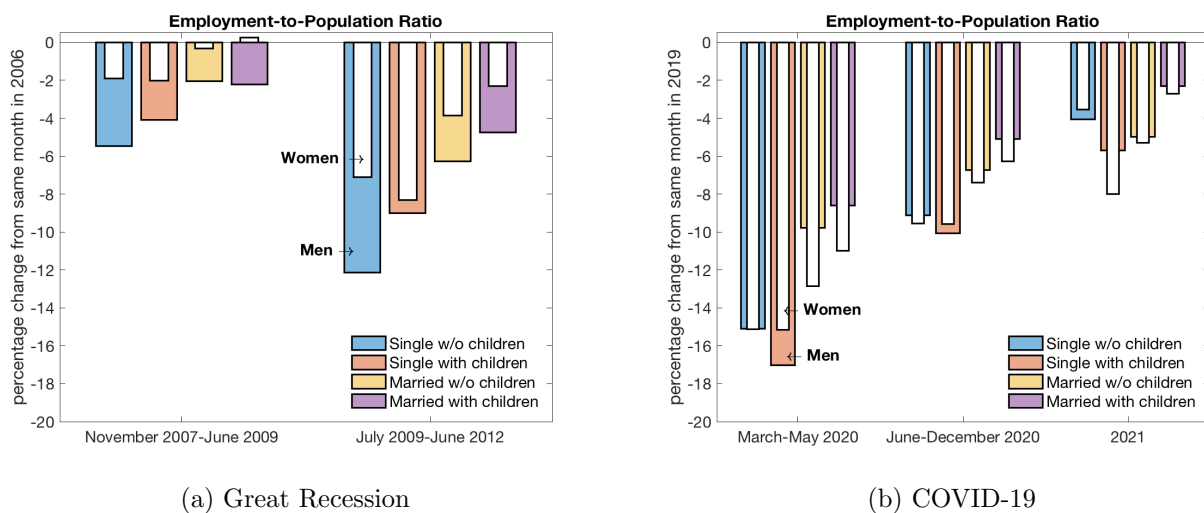 Employment-to-Population Ratio
percentage change from same month in 2006
0
-2
-4
-6
-8
-10
-12
-14
-16
-18
-20
Women
Men
Single w/o children
Single with children
Married w/o children
Married with children
November 2007-June 2009
July 2009-June 2012
(a) Great Recession
Employment-to-Population Ratio
percentage change from same month in 2019
0
-2
-4
-6
-8
-10
-12
-14
-16
-18
-20
Women
Men
Single w/o children
Single with children
Married w/o children
Married with children
March-May 2020
June-December 2020
2021
(b) COVID-19